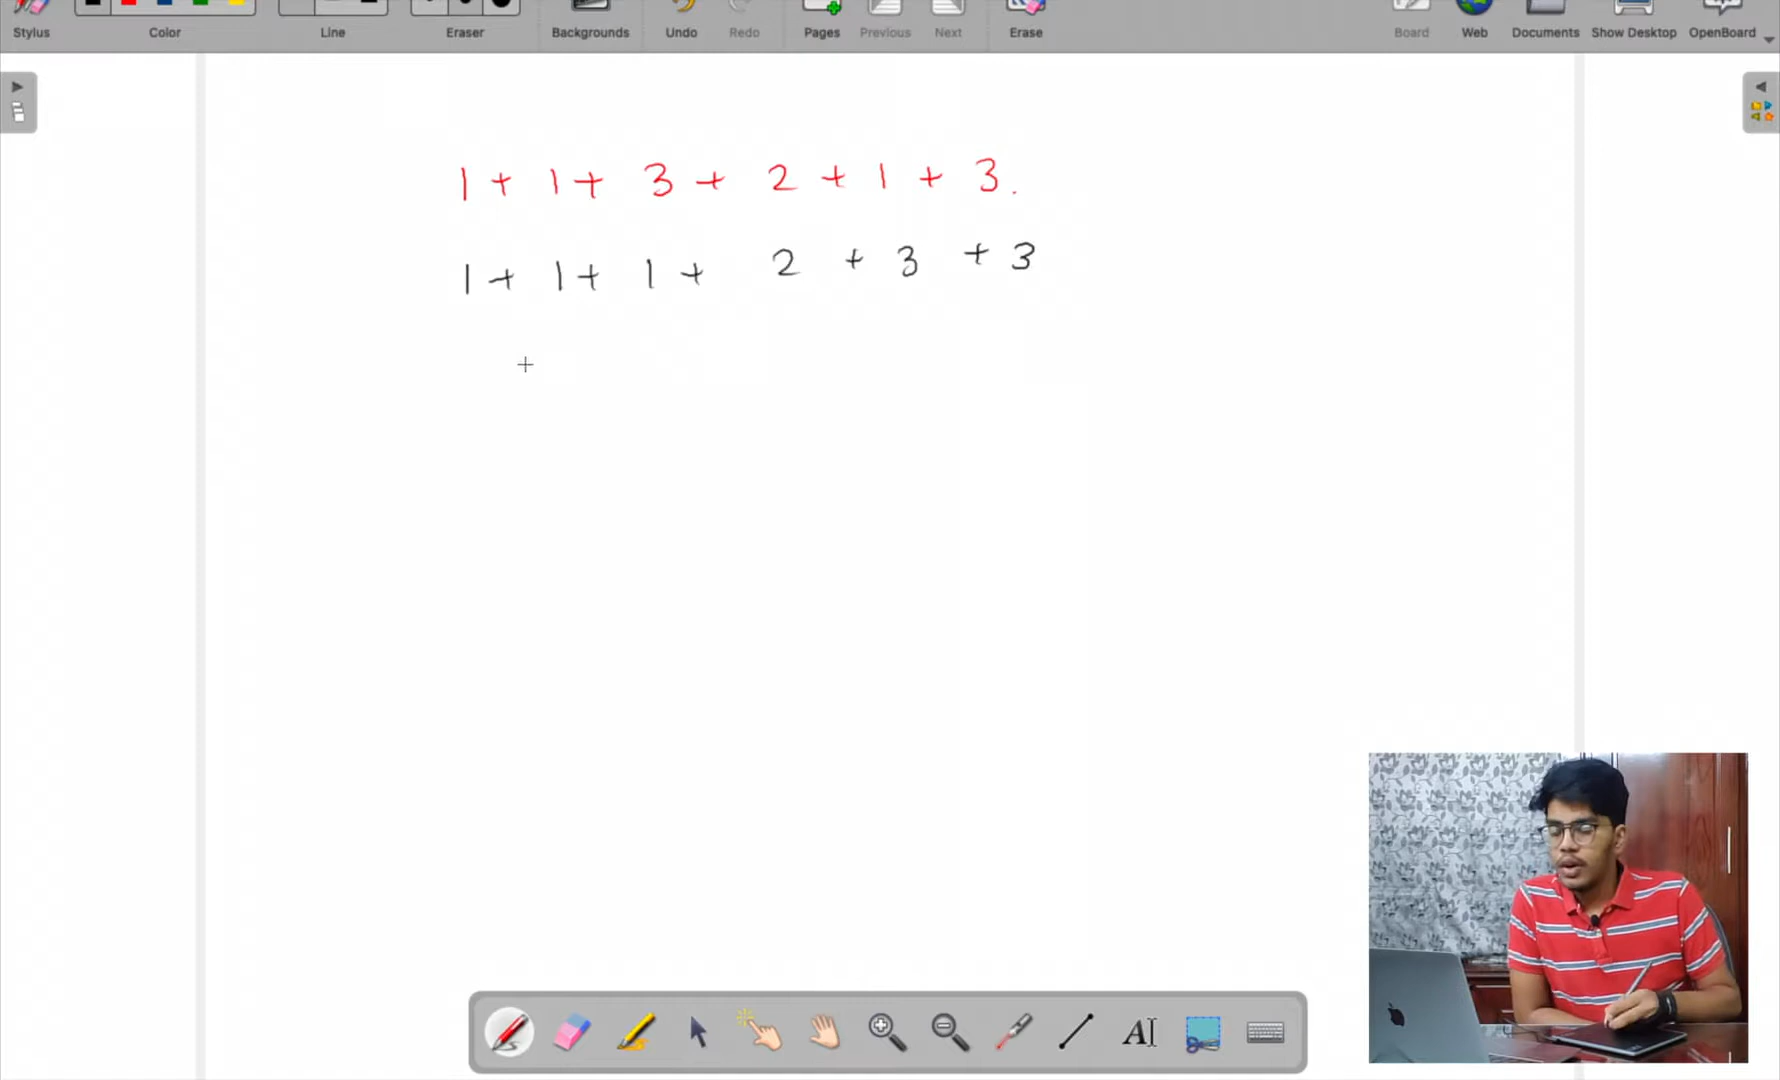 Stylus Color Line Eraser Backgrounds Undo Redo Pages Previous Next Erase Board Web Documents Show Desktop OpenBoard
1 + 1 + 3 + 2 + 1 + 3.
1 + 1 + 1 + 2 + 3 + 3